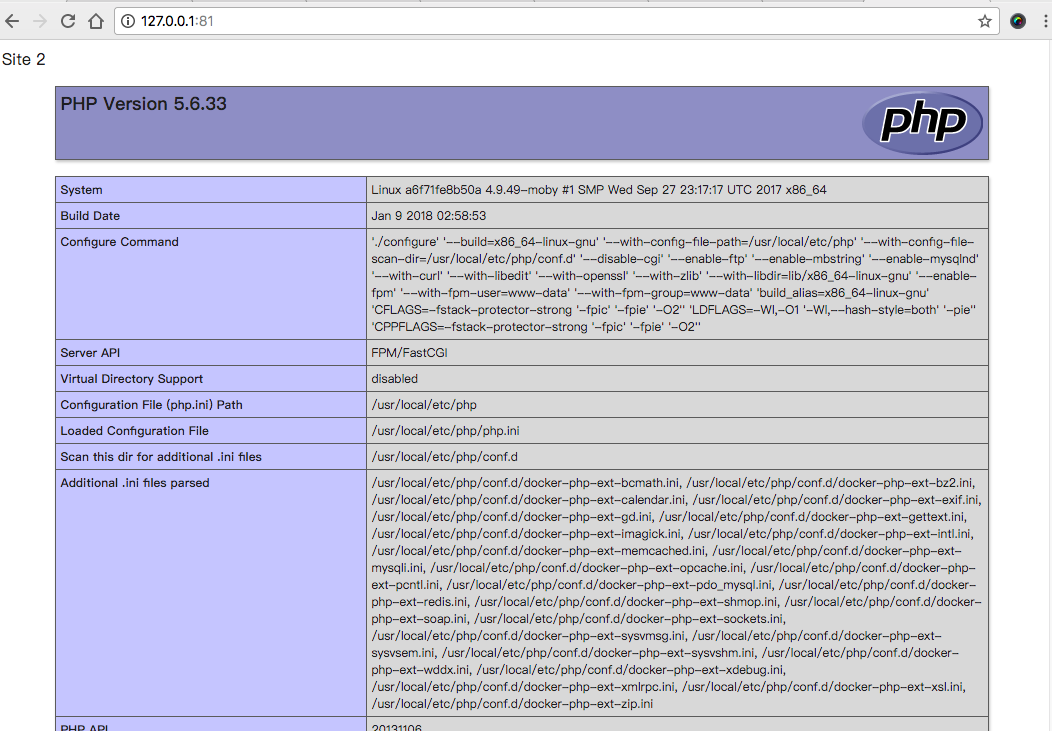 127.0.0.1:81
Site 2
PHP Version 5.6.33
php
System
Linux a6f71fe8b50a 4.9.49-moby #1 SMP Wed Sep 27 23:17:17 UTC 2017 x86_64
Build Date
Jan 9 2018 02:58:53
Configure Command
'./configure' '--build=x86_64-linux-gnu' '--with-config-file-path=/usr/local/etc/php' '--with-config-file-
scan-dir=/usr/local/etc/php/conf.d' '--disable-cgi' '--enable-ftp' '--enable-mbstring' '--enable-mysqlnd'
'--with-curl' '--with-libedit' '--with-openssl' '--with-zlib' '--with-libdir=lib/x86_64-linux-gnu' '--enable-
fpm' '--with-fpm-user=www-data' '--with-fpm-group=www-data' 'build_alias=x86_64-linux-gnu'
'CFLAGS=-fstack-protector-strong '-fpic' '-fpie' '-O2'' 'LDFLAGS=-Wl,-O1 '-Wl,--hash-style=both' '-pie''
'CPPFLAGS=-fstack-protector-strong '-fpic' '-fpie' '-O2''
Server API
FPM/FastCGI
Virtual Directory Support
disabled
Configuration File (php.ini) Path
/usr/local/etc/php
Loaded Configuration File
/usr/local/etc/php/php.ini
Scan this dir for additional .ini files
/usr/local/etc/php/conf.d
Additional .ini files parsed
/usr/local/etc/php/conf.d/docker-php-ext-bcmath.ini, /usr/local/etc/php/conf.d/docker-php-ext-bz2.ini,
/usr/local/etc/php/conf.d/docker-php-ext-calendar.ini, /usr/local/etc/php/conf.d/docker-php-ext-exif.ini,
/usr/local/etc/php/conf.d/docker-php-ext-gd.ini, /usr/local/etc/php/conf.d/docker-php-ext-gettext.ini,
/usr/local/etc/php/conf.d/docker-php-ext-imagick.ini, /usr/local/etc/php/conf.d/docker-php-ext-intl.ini,
/usr/local/etc/php/conf.d/docker-php-ext-memcached.ini, /usr/local/etc/php/conf.d/docker-php-ext-
mysqli.ini, /usr/local/etc/php/conf.d/docker-php-ext-opcache.ini, /usr/local/etc/php/conf.d/docker-php-
ext-pcntl.ini, /usr/local/etc/php/conf.d/docker-php-ext-pdo_mysql.ini, /usr/local/etc/php/conf.d/docker-
php-ext-redis.ini, /usr/local/etc/php/conf.d/docker-php-ext-shmop.ini, /usr/local/etc/php/conf.d/docker-
php-ext-soap.ini, /usr/local/etc/php/conf.d/docker-php-ext-sockets.ini,
/usr/local/etc/php/conf.d/docker-php-ext-sysvmsg.ini, /usr/local/etc/php/conf.d/docker-php-ext-
sysvsem.ini, /usr/local/etc/php/conf.d/docker-php-ext-sysvshm.ini, /usr/local/etc/php/conf.d/docker-
php-ext-wddx.ini, /usr/local/etc/php/conf.d/docker-php-ext-xdebug.ini,
/usr/local/etc/php/conf.d/docker-php-ext-xmlrpc.ini, /usr/local/etc/php/conf.d/docker-php-ext-xsl.ini,
/usr/local/etc/php/conf.d/docker-php-ext-zip.ini
PHP API
20131106